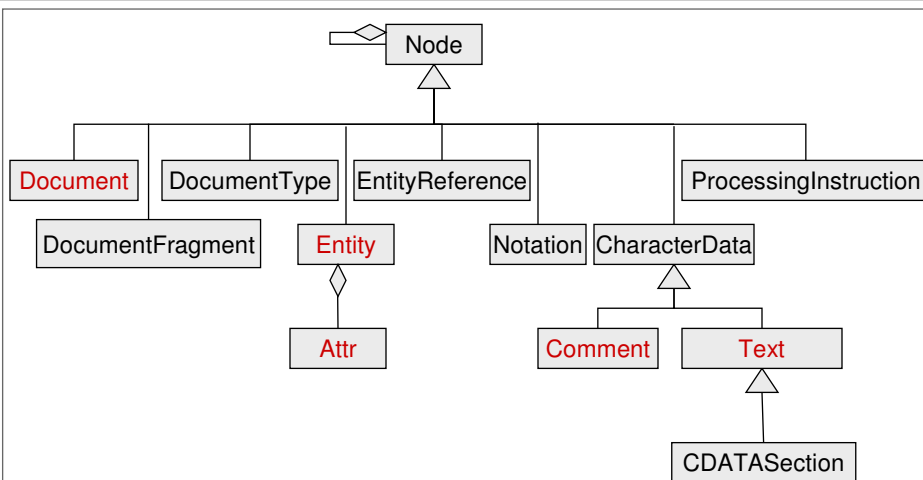 Node
Document
DocumentType
EntityReference
ProcessingInstruction
DocumentFragment
Entity
Notation
CharacterData
Attr
Comment
Text
CDATASection